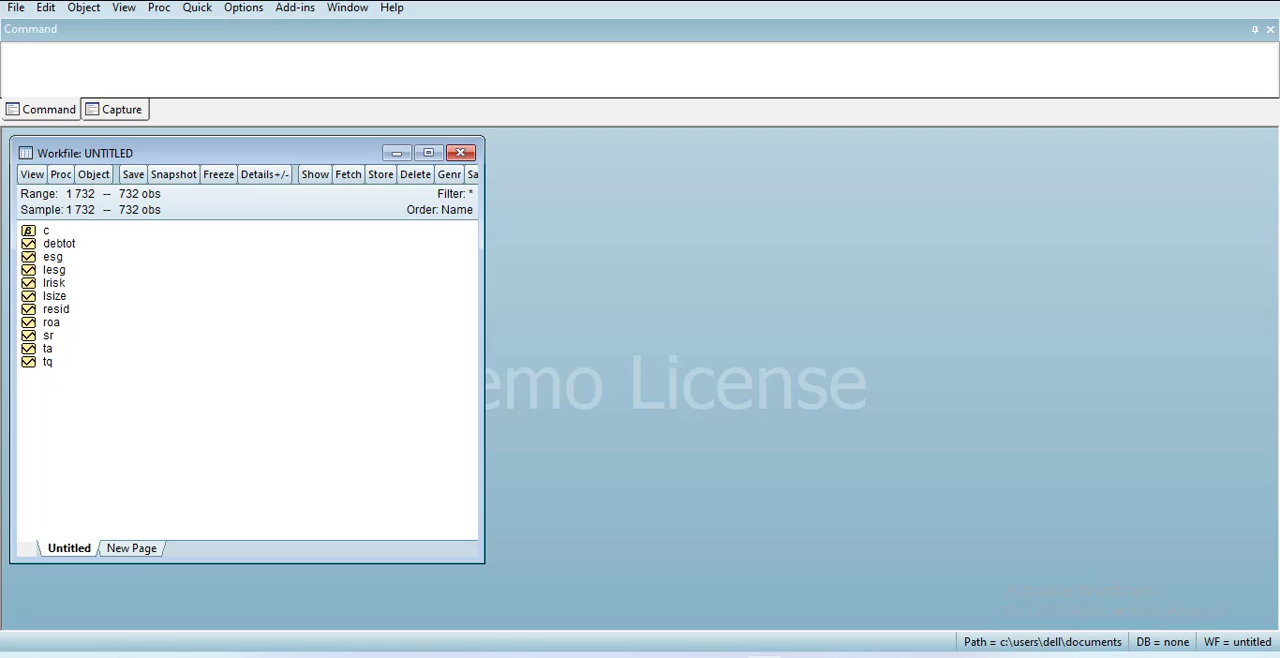 File Edit Object View Proc Quick Options Add-ins Window Help
Command
Command Capture
Workfile: UNTITLED
View Proc Object Save Snapshot Freeze Details+/- Show Fetch Store Delete Genr Sa
Range: 1 732 -- 732 obs Filter: *
Sample: 1 732 -- 732 obs Order: Name
β c
debtot
esg
lesg
lrisk
lsize
resid
roa
sr
ta
tq
emo License
Untitled New Page
Path = c:\users\dell\documents DB = none WF = untitled